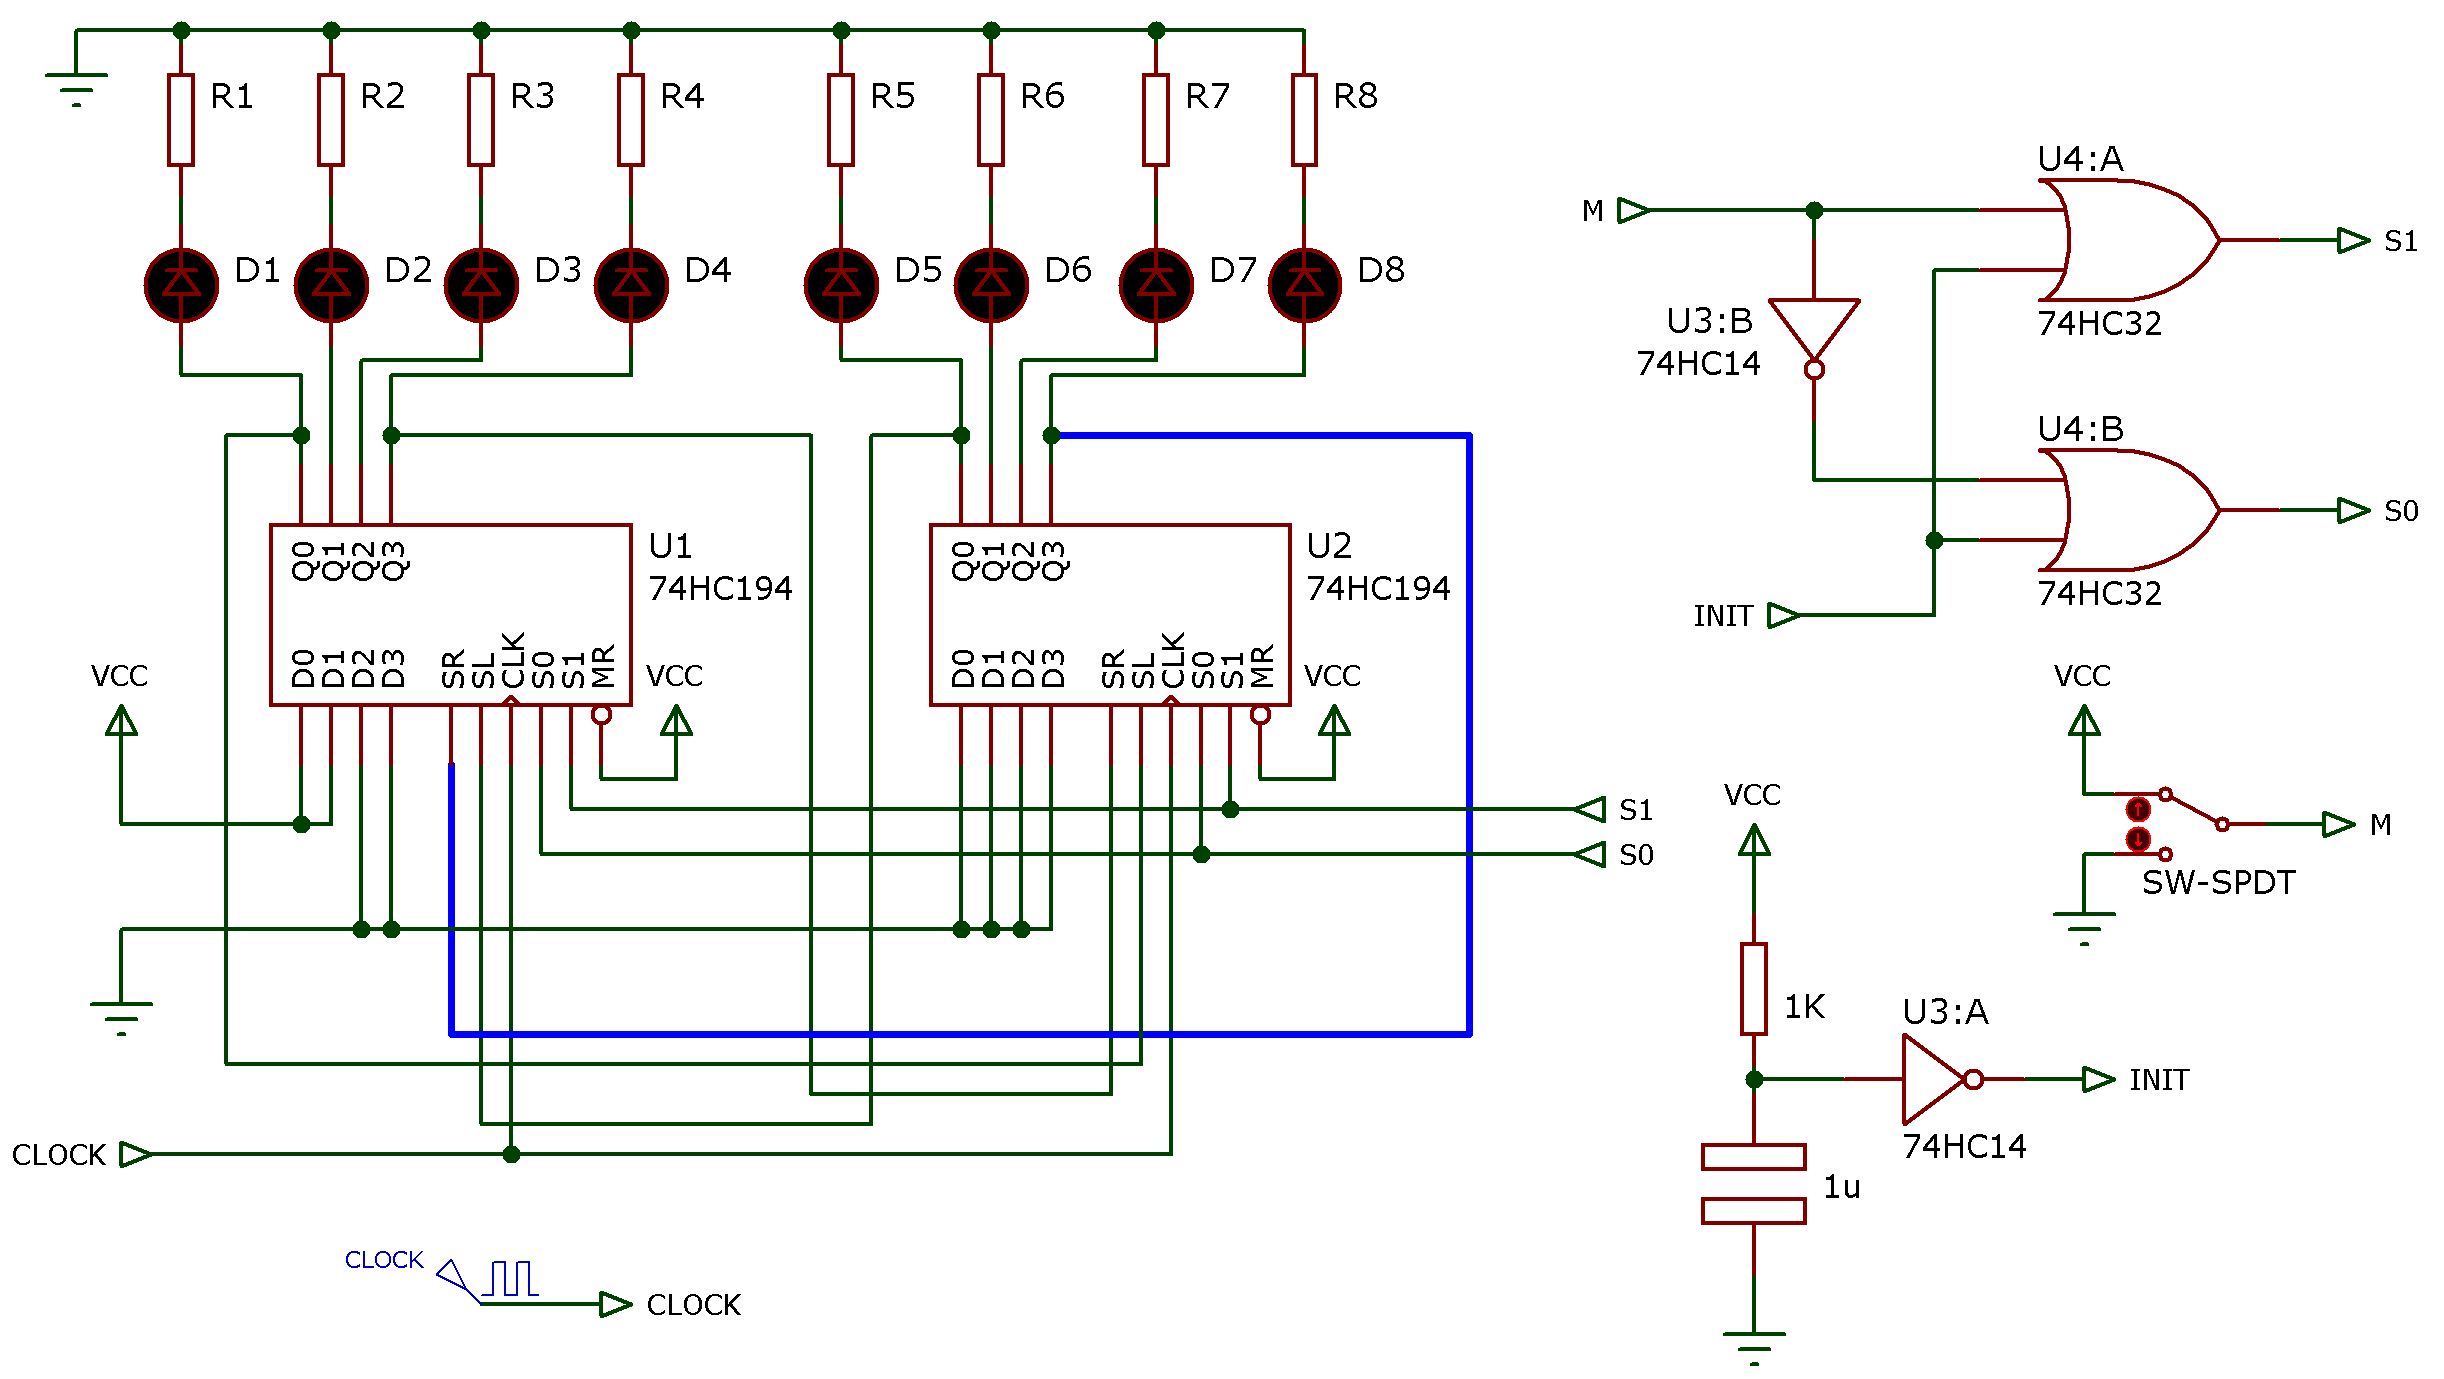 R1 R2 R3 R4 R5 R6 R7 R8
D1 D2 D3 D4 D5 D6 D7 D8
Q0 Q1 Q2 Q3
U1
74HC194
D0 D1 D2 D3 SR SL CLK S0 S1 MR
VCC
VCC
Q0 Q1 Q2 Q3
U2
74HC194
D0 D1 D2 D3 SR SL CLK S0 S1 MR
VCC
S1
S0
CLOCK
CLOCK
CLOCK
U4:A
M
S1
74HC32
U3:B
74HC14
U4:B
S0
74HC32
INIT
VCC
M
SW-SPDT
VCC
1K
U3:A
INIT
74HC14
1u